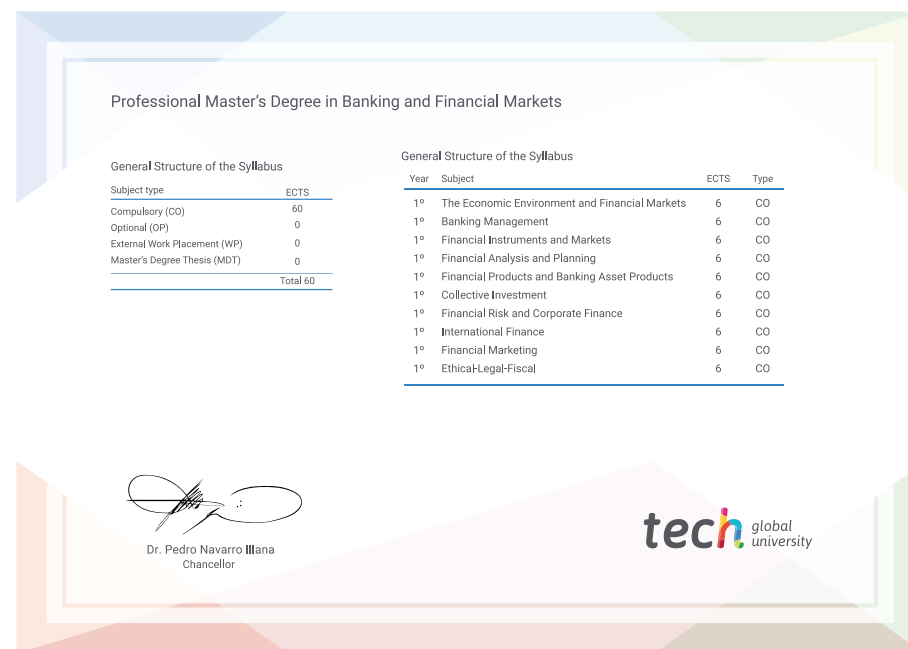 Professional Master's Degree in Banking and Financial Markets
General Structure of the Syllabus
Subject type ECTS
Compulsory (CO) 60
Optional (OP) 0
External Work Placement (WP) 0
Master's Degree Thesis (MDT) 0
Total 60
General Structure of the Syllabus
Year Subject ECTS Type
1º The Economic Environment and Financial Markets 6 CO
1º Banking Management 6 CO
1º Financial Instruments and Markets 6 CO
1º Financial Analysis and Planning 6 CO
1º Financial Products and Banking Asset Products 6 CO
1º Collective Investment 6 CO
1º Financial Risk and Corporate Finance 6 CO
1º International Finance 6 CO
1º Financial Marketing 6 CO
1º Ethical-Legal-Fiscal 6 CO
Dr. Pedro Navarro Illana
Chancellor
tech global
university